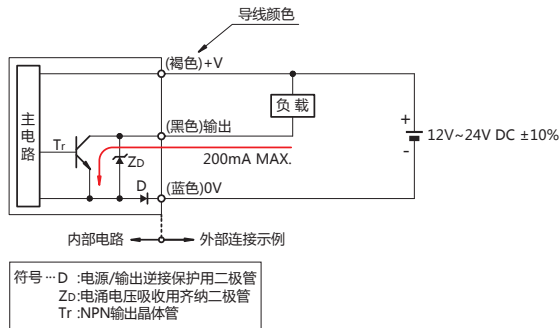 导线颜色
(褐色)+V
负 载
主电路
(黑色)输出
Tr
ZD
200mA MAX.
+
12V~24V DC ±10%
-
D
(蓝色)0V
内部电路
外部连接示例
符号…D :电源/输出逆接保护用二极管
ZD:电涌电压吸收用齐纳二极管
Tr :NPN输出晶体管